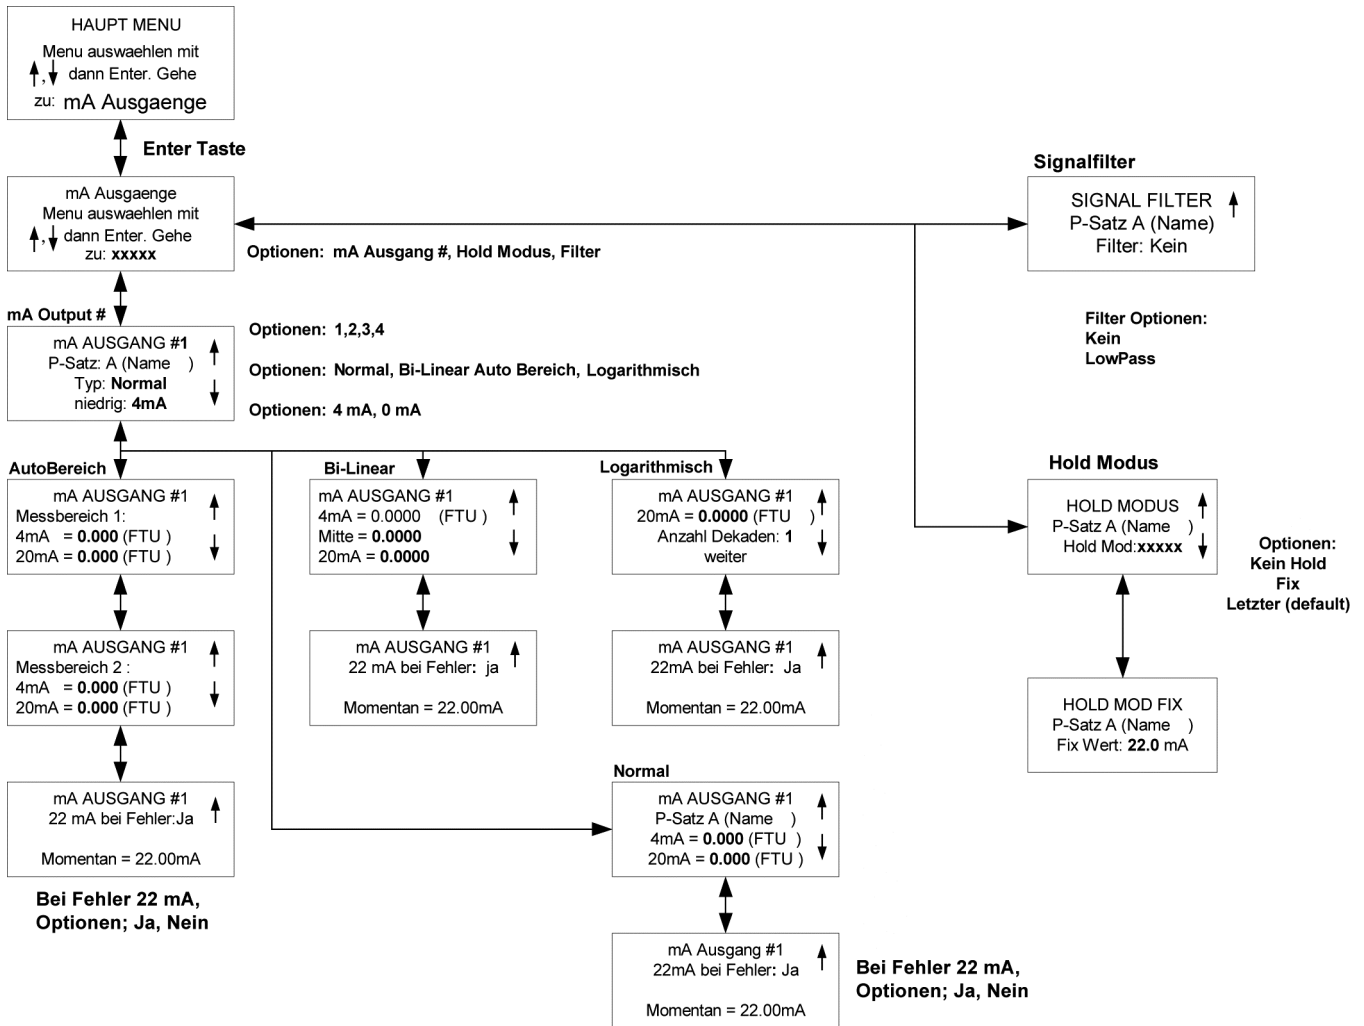 HAUPT MENU
Menu auswaehlen mit
↑,↓ dann Enter. Gehe
zu: mA Ausgaenge
Enter Taste
mA Ausgaenge
Menu auswaehlen mit
↑,↓ dann Enter. Gehe
zu: xxxxx
Optionen: mA Ausgang #, Hold Modus, Filter
Signalfilter
SIGNAL FILTER
P-Satz A (Name)
Filter: Kein
Filter Optionen:
Kein
LowPass
mA Output #
mA AUSGANG #1
P-Satz: A (Name )
Typ: Normal
niedrig: 4mA
Optionen: 1,2,3,4
Optionen: Normal, Bi-Linear Auto Bereich, Logarithmisch
Optionen: 4 mA, 0 mA
AutoBereich
mA AUSGANG #1
Messbereich 1:
4mA = 0.000 (FTU )
20mA = 0.000 (FTU )
mA AUSGANG #1
Messbereich 2 :
4mA = 0.000 (FTU )
20mA = 0.000 (FTU )
mA AUSGANG #1
22 mA bei Fehler:Ja
Momentan = 22.00mA
Bei Fehler 22 mA,
Optionen; Ja, Nein
Bi-Linear
mA AUSGANG #1
4mA = 0.0000 (FTU )
Mitte = 0.0000
20mA = 0.0000
mA AUSGANG #1
22 mA bei Fehler: ja
Momentan = 22.00mA
Logarithmisch
mA AUSGANG #1
20mA = 0.0000 (FTU )
Anzahl Dekaden: 1
weiter
mA AUSGANG #1
22mA bei Fehler: Ja
Momentan = 22.00mA
Normal
mA AUSGANG #1
P-Satz A (Name )
4mA = 0.000 (FTU )
20mA = 0.000 (FTU )
mA Ausgang #1
22mA bei Fehler: Ja
Momentan = 22.00mA
Bei Fehler 22 mA,
Optionen; Ja, Nein
Hold Modus
HOLD MODUS
P-Satz A (Name )
Hold Mod:xxxxx
Optionen:
Kein Hold
Fix
Letzter (default)
HOLD MOD FIX
P-Satz A (Name )
Fix Wert: 22.0 mA